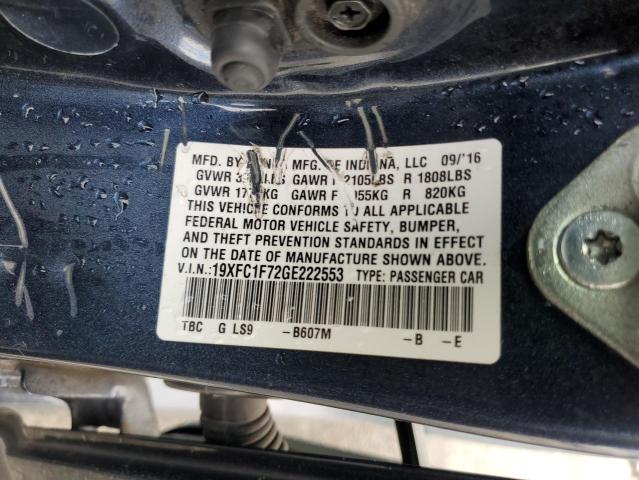 MFD. BY MFG. INDIANA, LLC 09/'16
GVWR LBS GAWR F 2105LBS R 1808LBS
GVWR KG GAWR F 955KG R 820KG
THIS VEHICLE CONFORMS TO ALL APPLICABLE
FEDERAL MOTOR VEHICLE SAFETY, BUMPER,
AND THEFT PREVENTION STANDARDS IN EFFECT
ON THE DATE OF MANUFACTURE SHOWN ABOVE.
V.I.N.:19XFC1F72GE222553 TYPE: PASSENGER CAR
TBC G LS9 -B607M -B -E